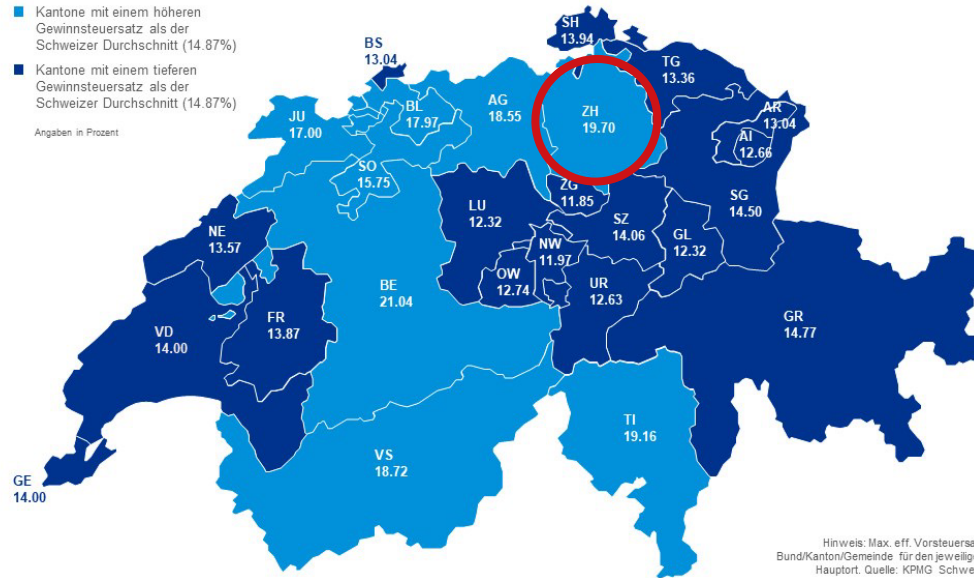 Kantone mit einem höheren
Gewinnsteuersatz als der
Schweizer Durchschnitt (14.87%)
Kantone mit einem tieferen
Gewinnsteuersatz als der
Schweizer Durchschnitt (14.87%)
Angaben in Prozent
SH
13.94
BS
13.04
TG
13.36
JU
17.00
BL
17.97
AG
18.55
ZH
19.70
AR
13.04
AI
12.66
SO
15.75
ZG
11.85
LU
12.32
SZ
14.06
SG
14.50
NE
13.57
NW
11.97
GL
12.32
OW
12.74
UR
12.63
BE
21.04
FR
13.87
VD
14.00
GR
14.77
TI
19.16
VS
18.72
GE
14.00
Hinweis: Max. eff.
Bund/Kanton/Gemeinde für den
Hauptort. Quelle: KPMG